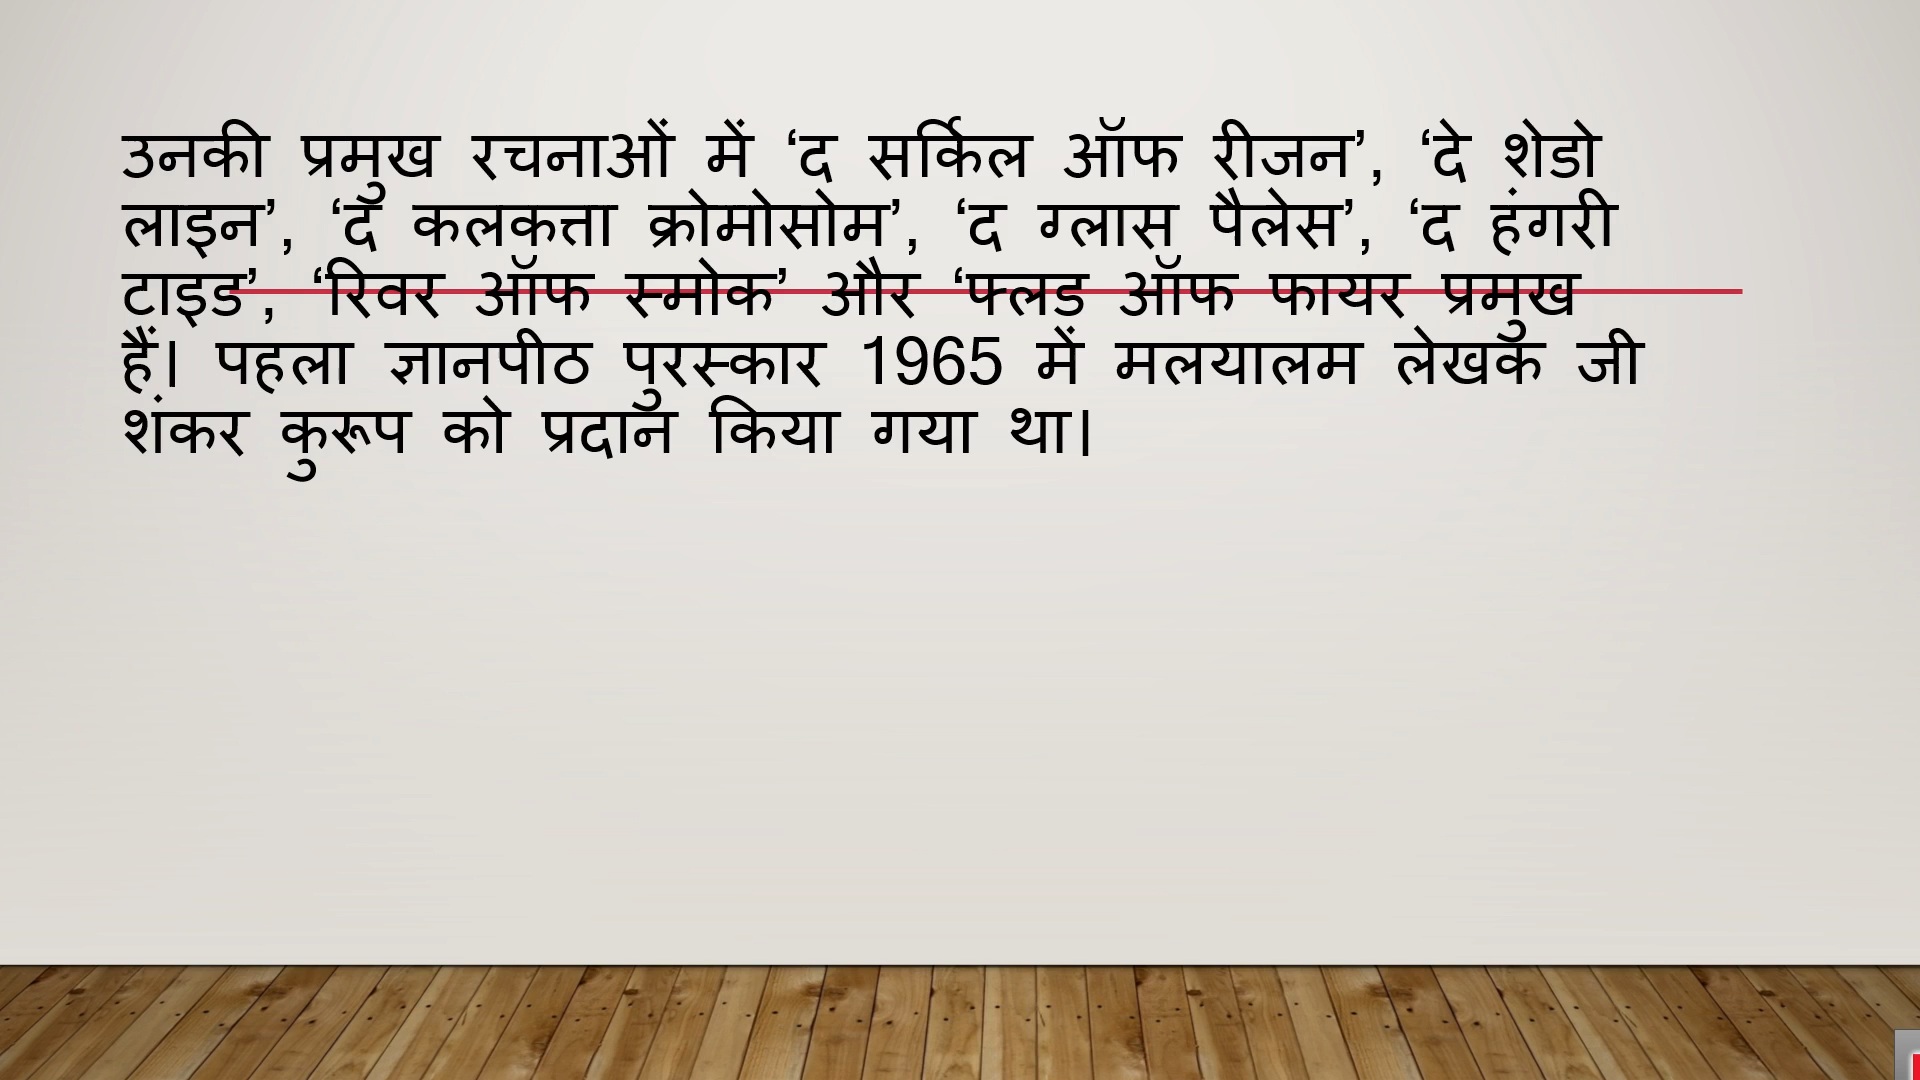 उनकी प्रमुख रचनाओं में ‘द सर्किल ऑफ रीजन’, ‘दे शेडो
लाइन’, ‘द कलकत्ता क्रोमोसोम’, ‘द ग्लास पैलेस’, ‘द हंगरी
टाइड’, ‘रिवर ऑफ स्मोक’ और ‘फ्लड ऑफ फायर प्रमुख
हैं। पहला ज्ञानपीठ पुरस्कार 1965 में मलयालम लेखक जी
शंकर कुरूप को प्रदान किया गया था।